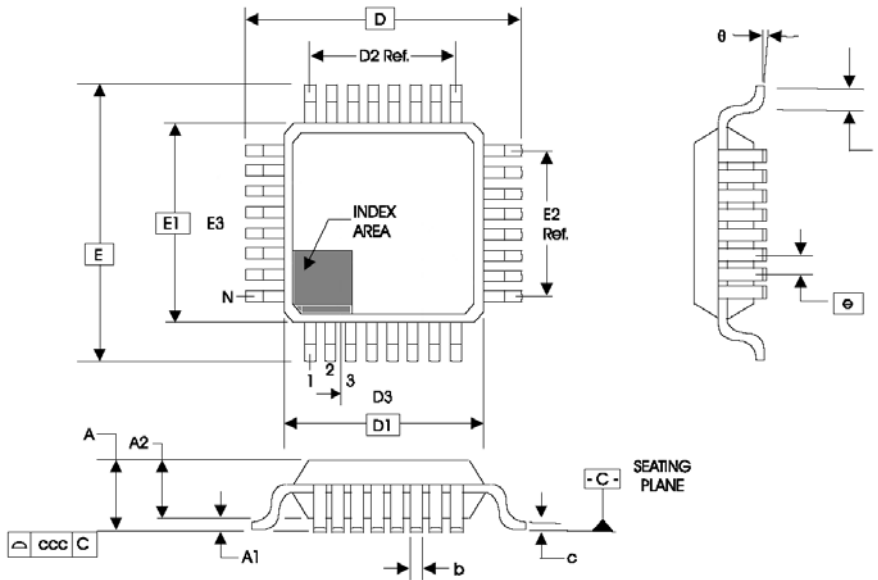 D
θ
D2 Ref.
E1
E3
INDEX
AREA
E2
Ref.
E
N
e
1
2
3
D3
D1
A
A2
SEATING
PLANE
- C -
ccc C
A1
b
c